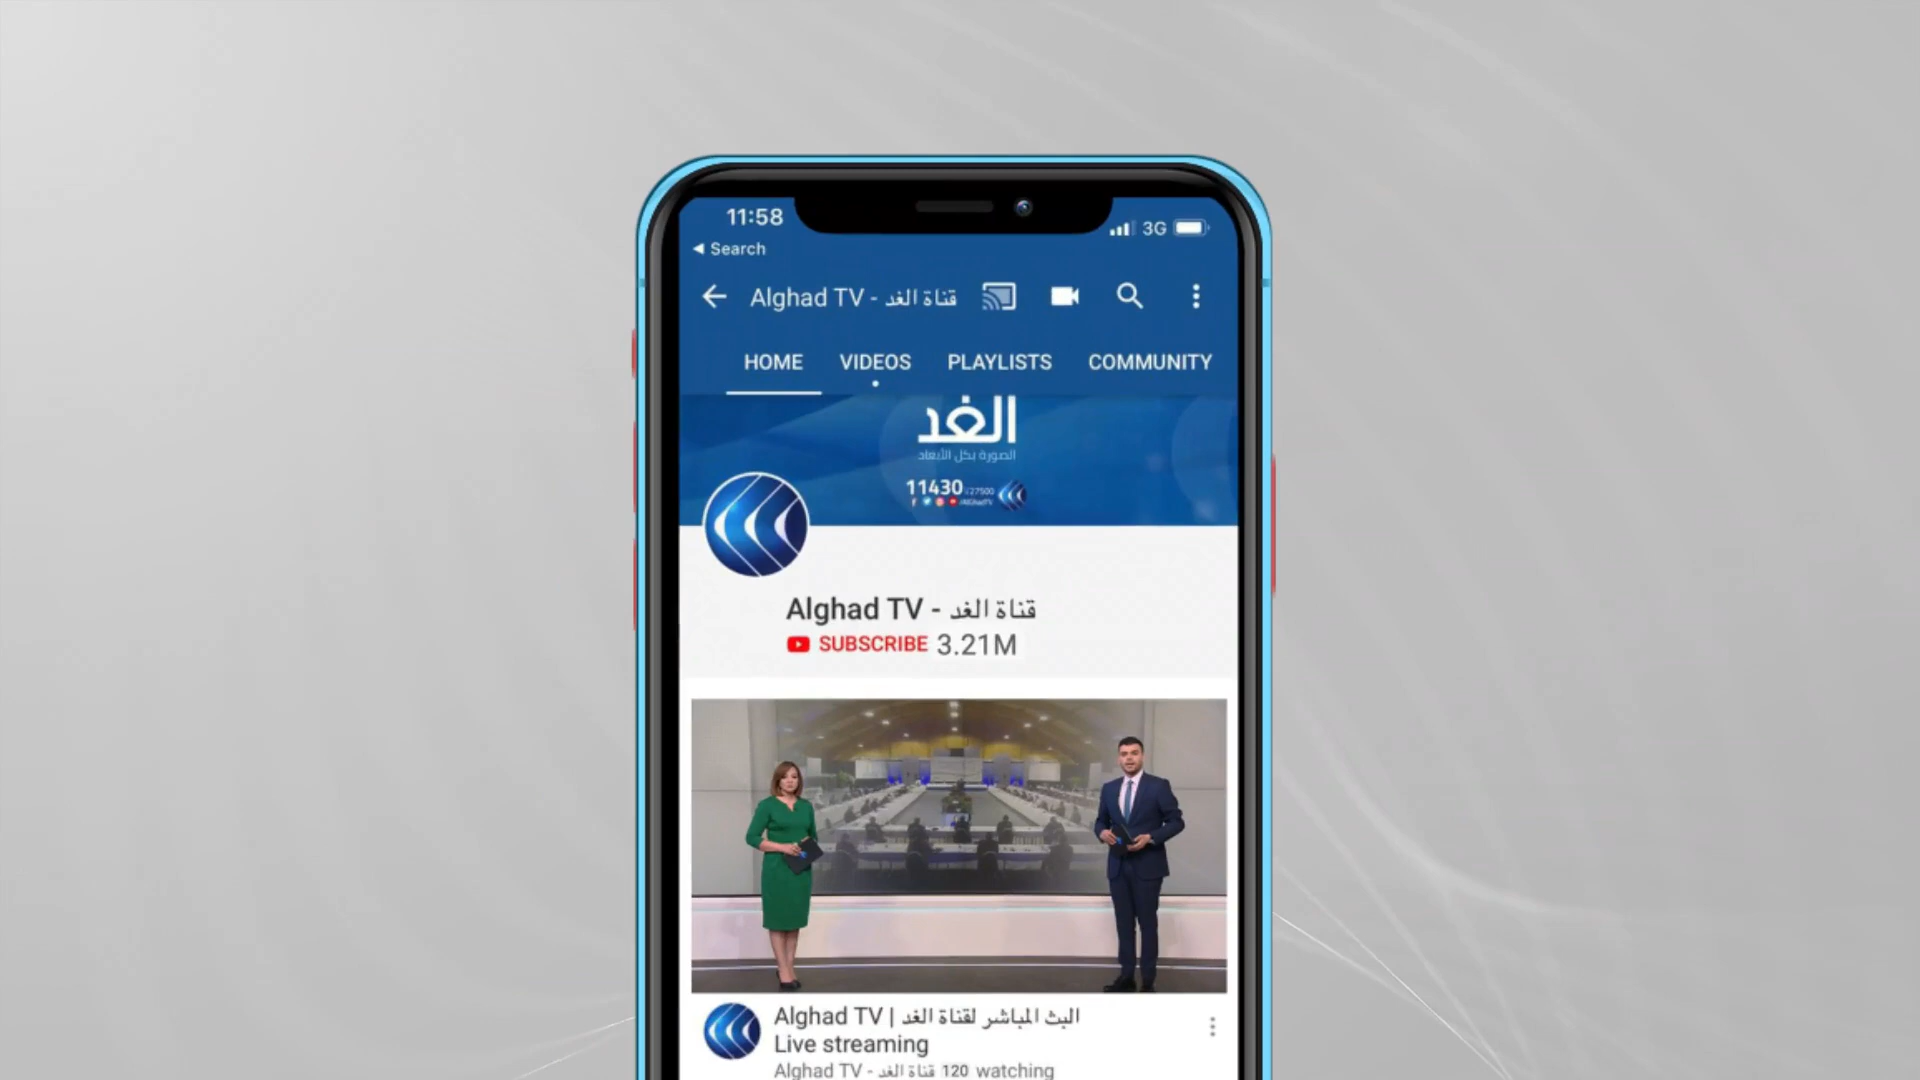 11:58
3G
Search
Alghad TV - قناة الغد
HOME VIDEOS PLAYLISTS COMMUNITY
الغد
الصورة بكل الأبعاد
11430 27500
Alghad TV - قناة الغد
SUBSCRIBE 3.21M
Alghad TV | البث المباشر لقناة الغد
Live streaming
Alghad TV - قناة الغد 120 watching